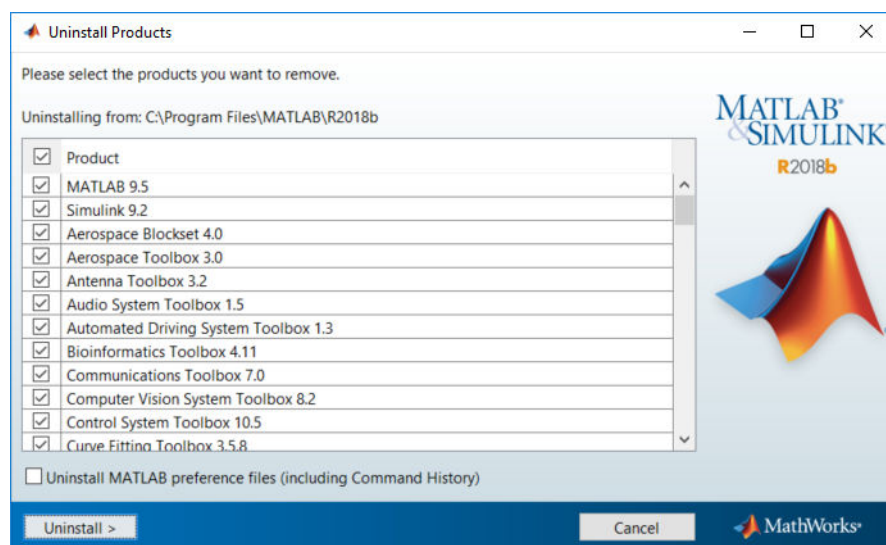 Uninstall Products
Please select the products you want to remove.
Uninstalling from: C:\Program Files\MATLAB\R2018b
Product
MATLAB 9.5
Simulink 9.2
Aerospace Blockset 4.0
Aerospace Toolbox 3.0
Antenna Toolbox 3.2
Audio System Toolbox 1.5
Automated Driving System Toolbox 1.3
Bioinformatics Toolbox 4.11
Communications Toolbox 7.0
Computer Vision System Toolbox 8.2
Control System Toolbox 10.5
Curve Fitting Toolbox 3.5.8
Uninstall MATLAB preference files (including Command History)
MATLAB®
&SIMULINK
R2018b
Uninstall >
Cancel
MathWorks®